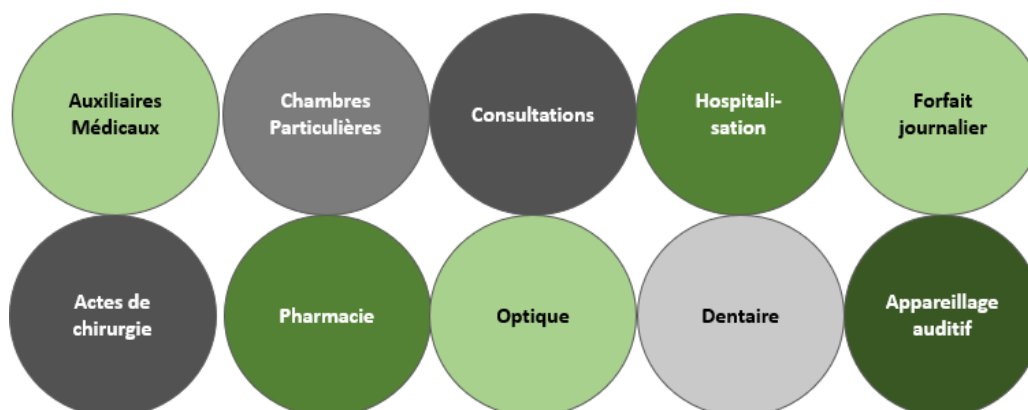 Auxiliaires
Médicaux
Chambres
Particulières
Consultations
Hospitali-
sation
Forfait
journalier
Actes de
chirurgie
Pharmacie
Optique
Dentaire
Appareillage
auditif